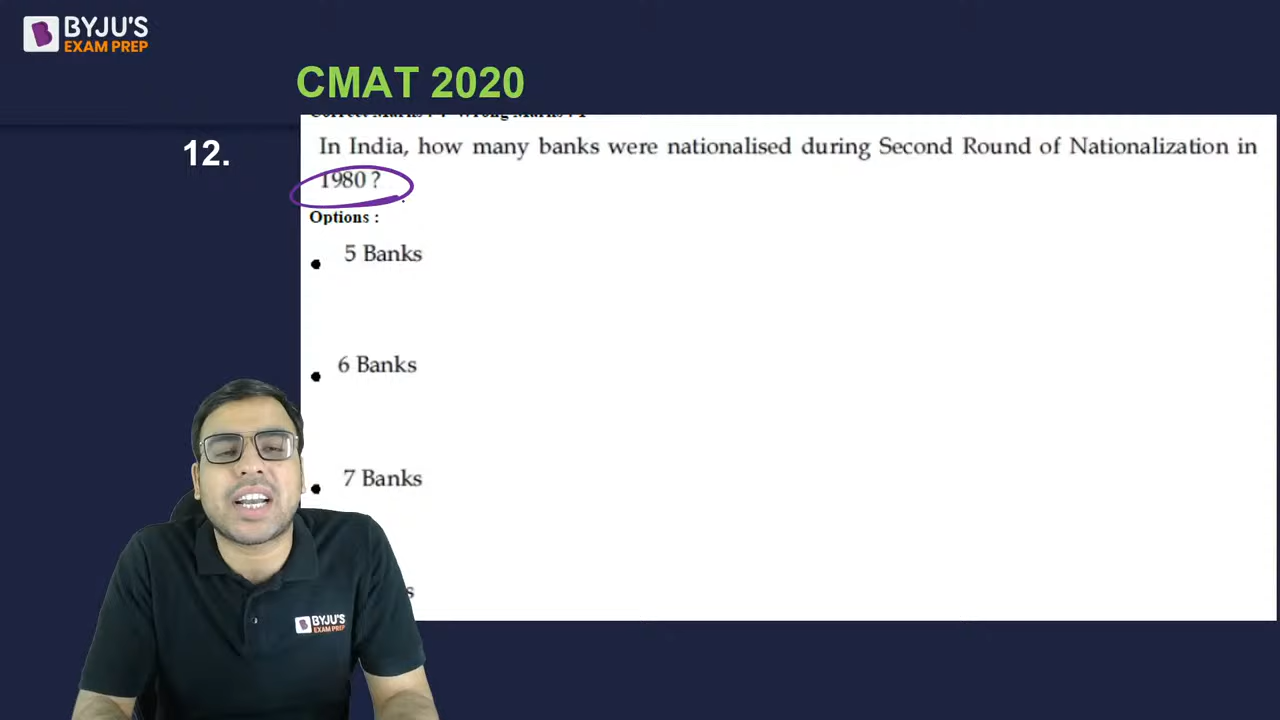 BYJU'S
EXAM PREP
CMAT 2020
12.
In India, how many banks were nationalised during Second Round of Nationalization in
1980 ?
Options :
5 Banks
6 Banks
7 Banks
BYJU'S
EXAM PREP